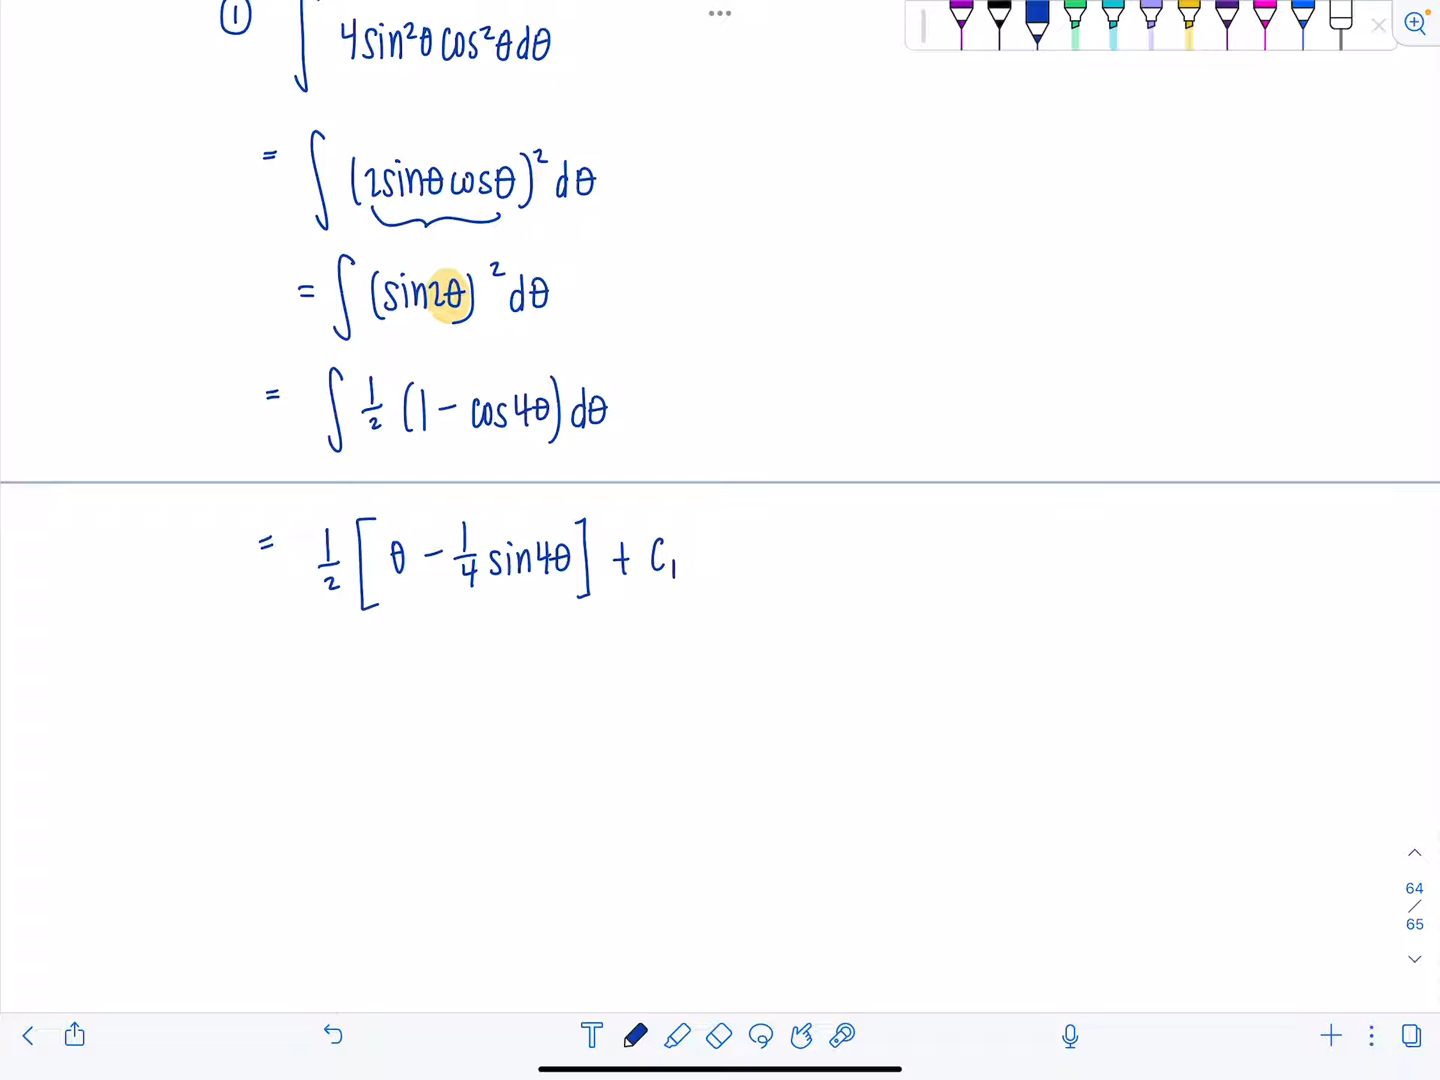 ① ∫ 4sin²θ cos²θ dθ
= ∫ (2sinθ cosθ)² dθ
= ∫ (sin2θ)² dθ
= ∫ 1/2 (1 − cos4θ) dθ
= 1/2 [θ − 1/4 sin4θ] + C₁
64
/
65
T